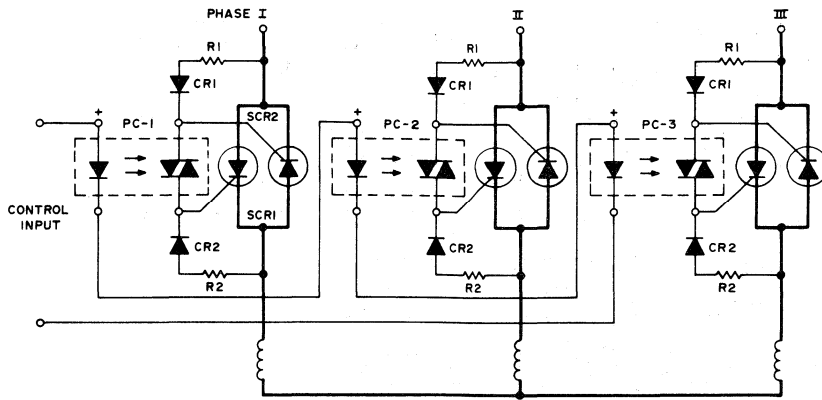 PHASE I
II
III
R1
R1
R1
CR1
CR1
CR1
+
PC-1
SCR2
+
PC-2
+
PC-3
CONTROL
INPUT
SCR1
CR2
CR2
CR2
R2
R2
R2